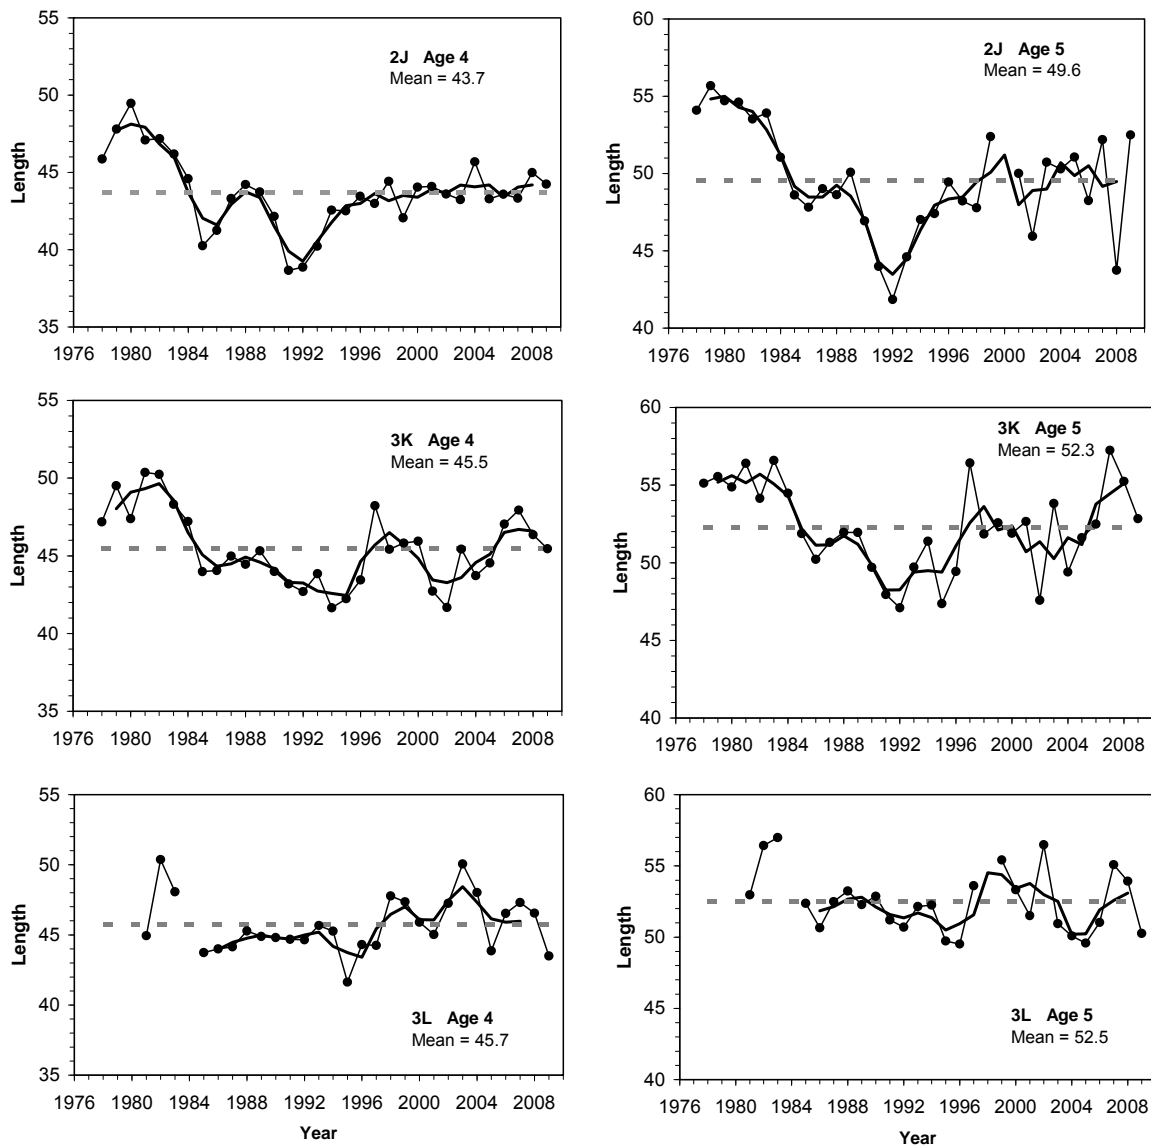 55
50
45
40
35
Length
2J Age 4
Mean = 43.7
1976 1980 1984 1988 1992 1996 2000 2004 2008
60
55
50
45
40
Length
2J Age 5
Mean = 49.6
1976 1980 1984 1988 1992 1996 2000 2004 2008
55
50
45
40
35
Length
3K Age 4
Mean = 45.5
1976 1980 1984 1988 1992 1996 2000 2004 2008
60
55
50
45
40
Length
3K Age 5
Mean = 52.3
1976 1980 1984 1988 1992 1996 2000 2004 2008
55
50
45
40
35
Length
3L Age 4
Mean = 45.7
1976 1980 1984 1988 1992 1996 2000 2004 2008
Year
60
55
50
45
40
Length
3L Age 5
Mean = 52.5
1976 1980 1984 1988 1992 1996 2000 2004 2008
Year